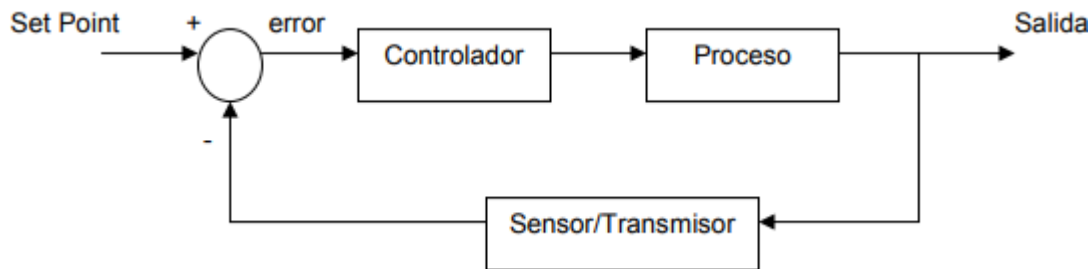 Set Point
+
error
Controlador
Proceso
Salida
-
Sensor/Transmisor